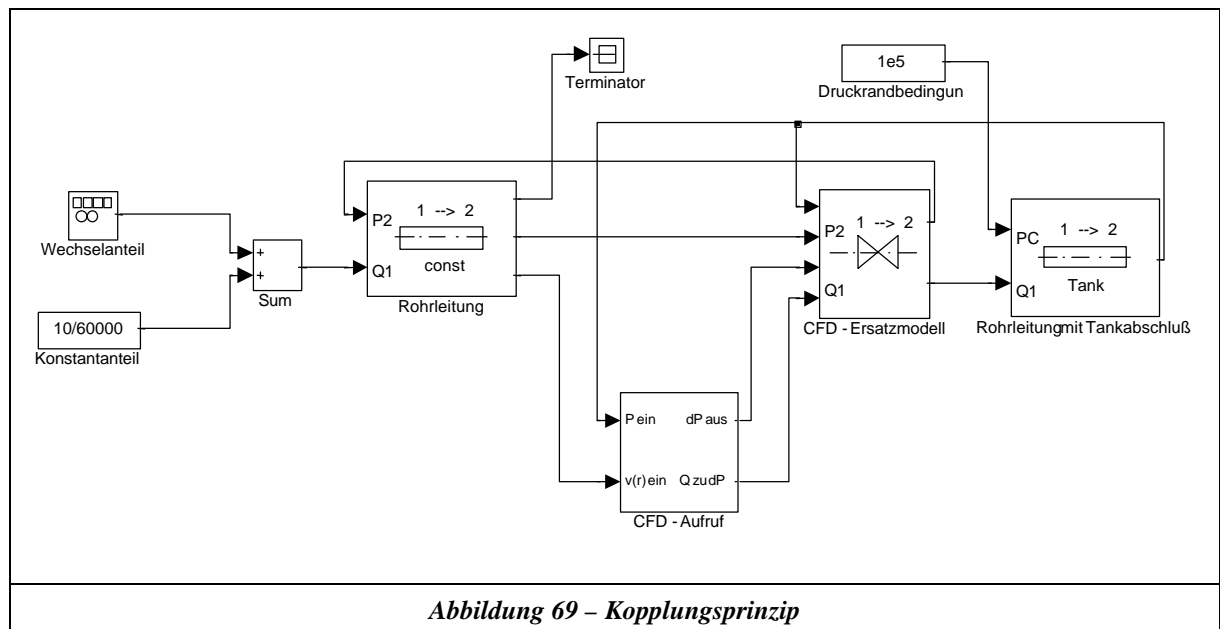 Terminator
1e5
Druckrandbedingun
Wechselanteil
+
+
Sum
10/60000
Konstantanteil
P2
Q1
1 --> 2
const
Rohrleitung
P2
Q1
1 --> 2
CFD - Ersatzmodell
PC
Q1
1 --> 2
Tank
Rohrleitungmit Tankabschluß
P ein
dP aus
v(r) ein
Q zu dP
CFD - Aufruf
Abbildung 69 – Kopplungsprinzip